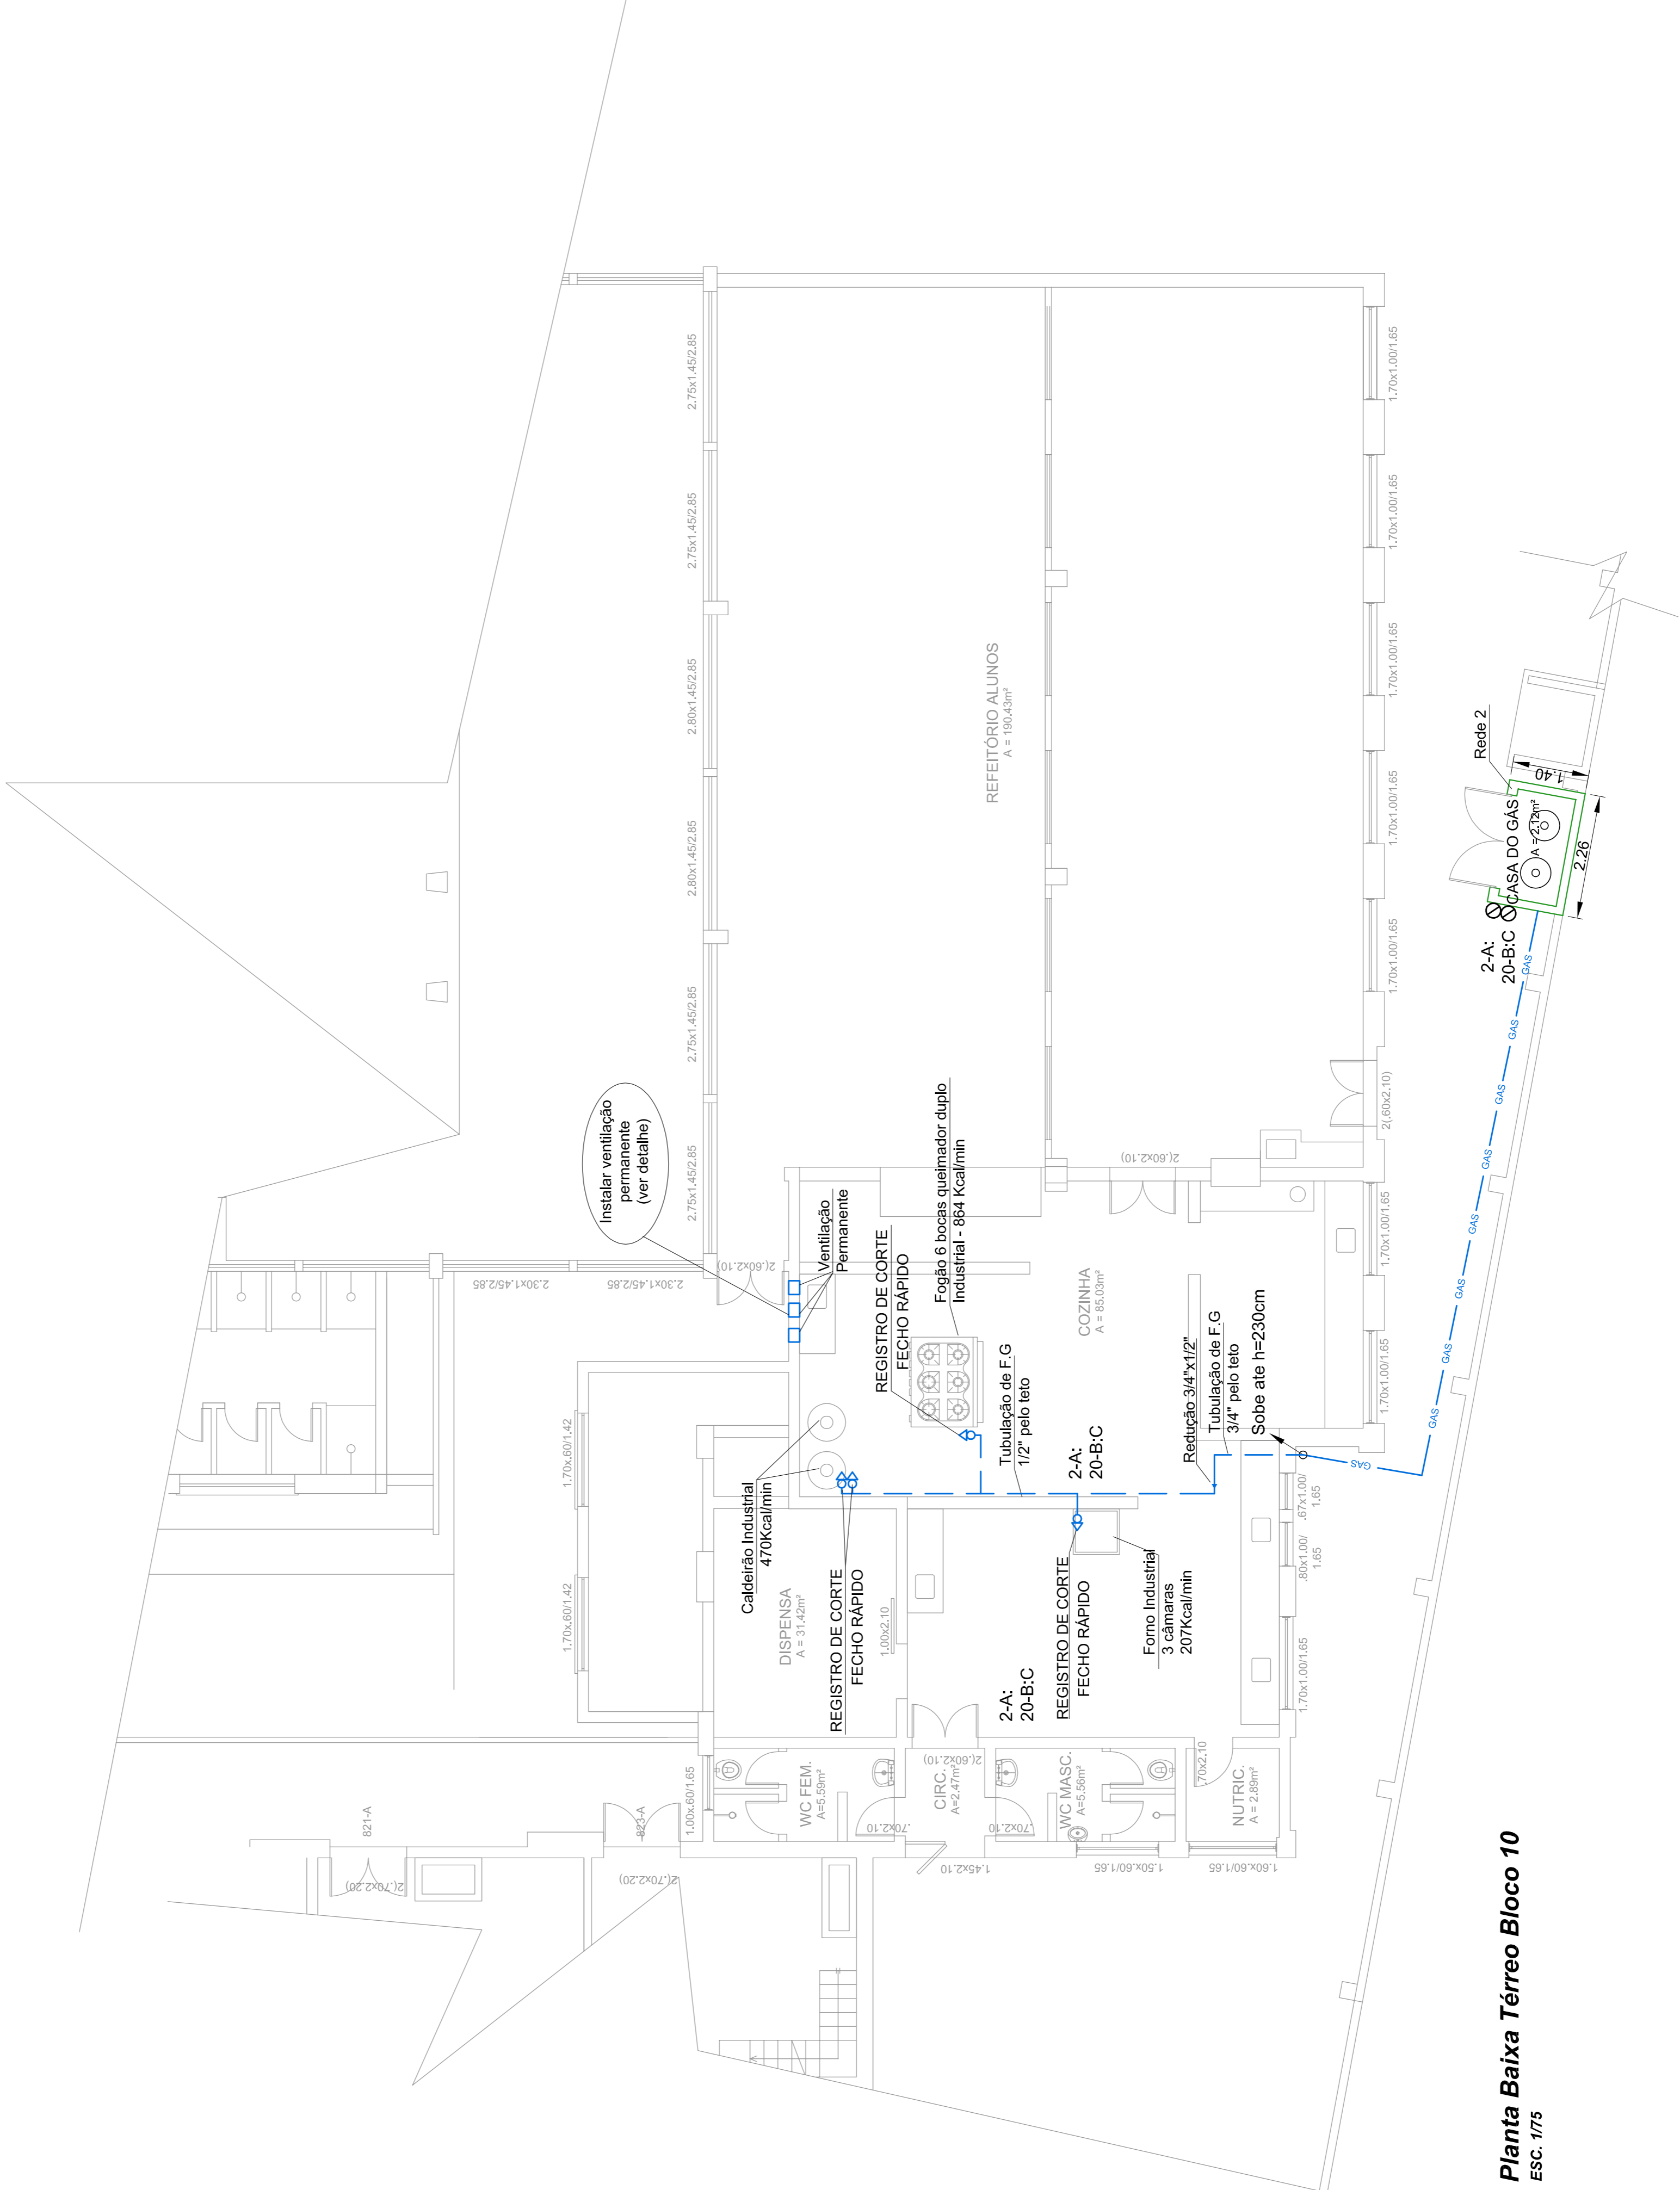 821-A
2(.70x2.20)
823-A
2(.70x2.20)
1.00x.60/1.65
1.70x.60/1.42
1.70x.60/1.42
2.30x1.45/2.85
2.30x1.45/2.85
2(.60x2.10)
2.75x1.45/2.85
2.75x1.45/2.85
2.80x1.45/2.85
2.80x1.45/2.85
2.75x1.45/2.85
2.75x1.45/2.85
Instalar ventilação
permanente
(ver detalhe)
Ventilação
Permanente
Caldeirão Industrial
470Kcal/min
DISPENSA
A = 31.42m²
REGISTRO DE CORTE
FECHO RÁPIDO
1.00x2.10
REGISTRO DE CORTE
FECHO RÁPIDO
Fogão 6 bocas queimador duplo
Industrial - 864 Kcal/min
REFEITÓRIO ALUNOS
A = 190.43m²
WC FEM.
A=5.59m²
.70x2.10
CIRC.
A=2.47m²
2(.60x2.10)
1.45x2.10
.70x2.10
WC MASC.
A=5.56m²
1.50x.60/1.65
NUTRIC.
A = 2.89m²
.70x2.10
1.60x.60/1.65
2-A:
20-B:C
Tubulação de F.G
1/2" pelo teto
REGISTRO DE CORTE
FECHO RÁPIDO
2-A:
20-B:C
COZINHA
A = 85.03m²
2(.60x2.10)
Forno Industrial
3 câmaras
207Kcal/min
Redução 3/4"x1/2"
Tubulação de F.G
3/4" pelo teto
Sobe ate h=230cm
1.70x1.00/1.65
.80x1.00/
1.65
.67x1.00/
1.65
1.70x1.00/1.65
1.70x1.00/1.65
2(.60x2.10)
1.70x1.00/1.65
1.70x1.00/1.65
1.70x1.00/1.65
1.70x1.00/1.65
1.70x1.00/1.65
GAS
GAS
GAS
GAS
GAS
GAS
GAS
GAS
GAS
2-A:
20-B:C
CASA DO GÁS
A = 2.12m²
Rede 2
1.40
2.26
Planta Baixa Térreo Bloco 10
ESC. 1/75